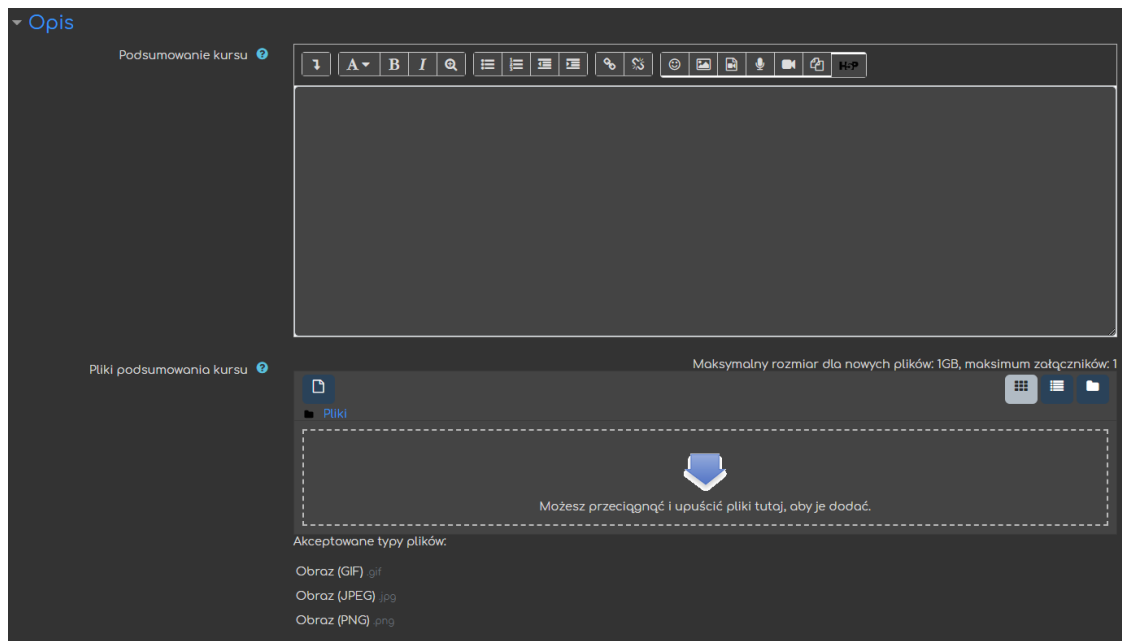 Opis
Podsumowanie kursu
A B I H5P
Pliki podsumowania kursu
Maksymalny rozmiar dla nowych plików: 1GB, maksimum załączników: 1
Pliki
Możesz przeciągnąć i upuścić pliki tutaj, aby je dodać.
Akceptowane typy plików:
Obraz (GIF) .gif
Obraz (JPEG) .jpg
Obraz (PNG) .png